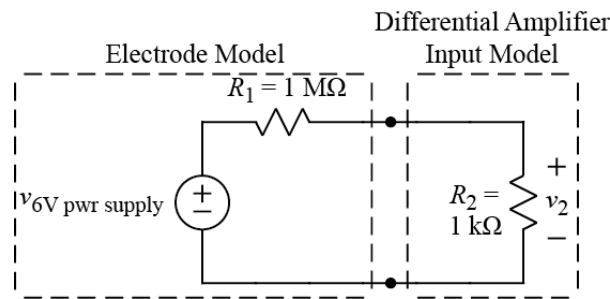 Differential Amplifier
Electrode Model
Input Model
R1 = 1 MΩ
+
−
v6V pwr supply
R2 =
1 kΩ
+
v2
−